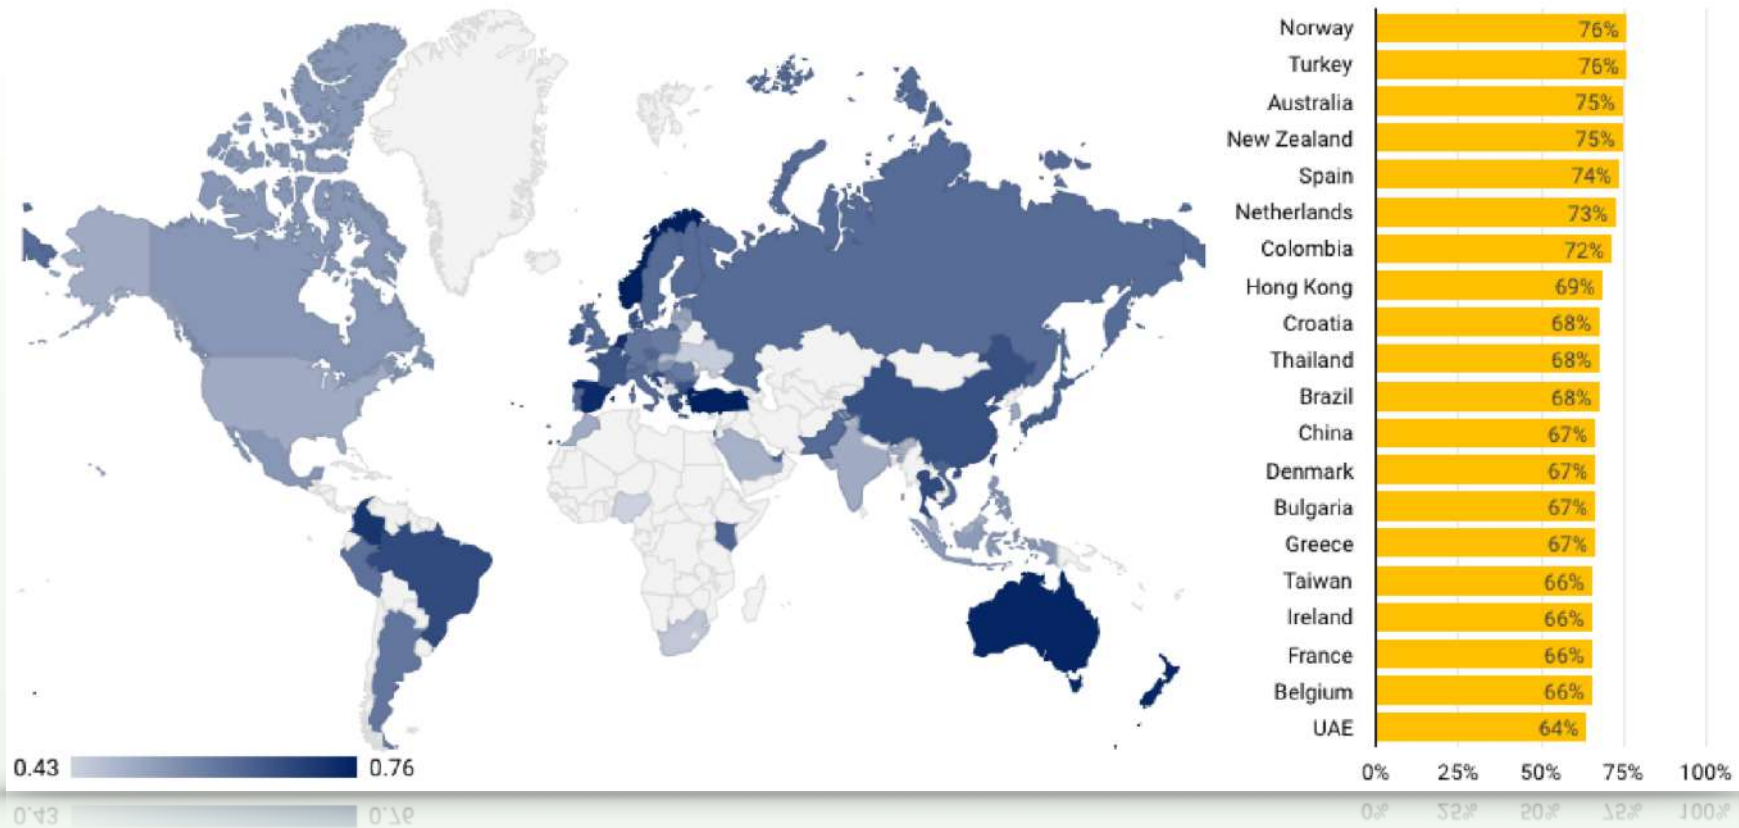 Norway 76%
Turkey 76%
Australia 75%
New Zealand 75%
Spain 74%
Netherlands 73%
Colombia 72%
Hong Kong 69%
Croatia 68%
Thailand 68%
Brazil 68%
China 67%
Denmark 67%
Bulgaria 67%
Greece 67%
Taiwan 66%
Ireland 66%
France 66%
Belgium 66%
UAE 64%
0% 25% 50% 75% 100%
0.43 0.76